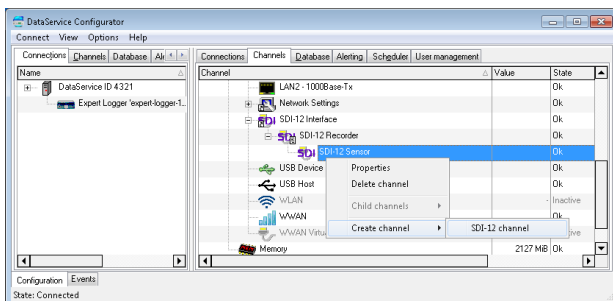 DataService Configurator
Connect View Options Help
Connections Channels Database Ale
Name
DataService ID 4321
Expert Logger 'expert-logger-1...
Connections Channels Database Alerting Scheduler User management
Channel Value State
LAN2 - 1000Base-Tx Ok
Network Settings Ok
SDI-12 Interface Ok
SDI-12 Recorder Ok
SDI-12 Sensor Ok
USB Device Ok
USB Host Ok
WLAN - Inactive
WWAN Ok
WWAN Virtu
Memory 2127 MiB Ok
Properties
Delete channel
Child channels
Create channel
SDI-12 channel
Configuration Events
State: Connected